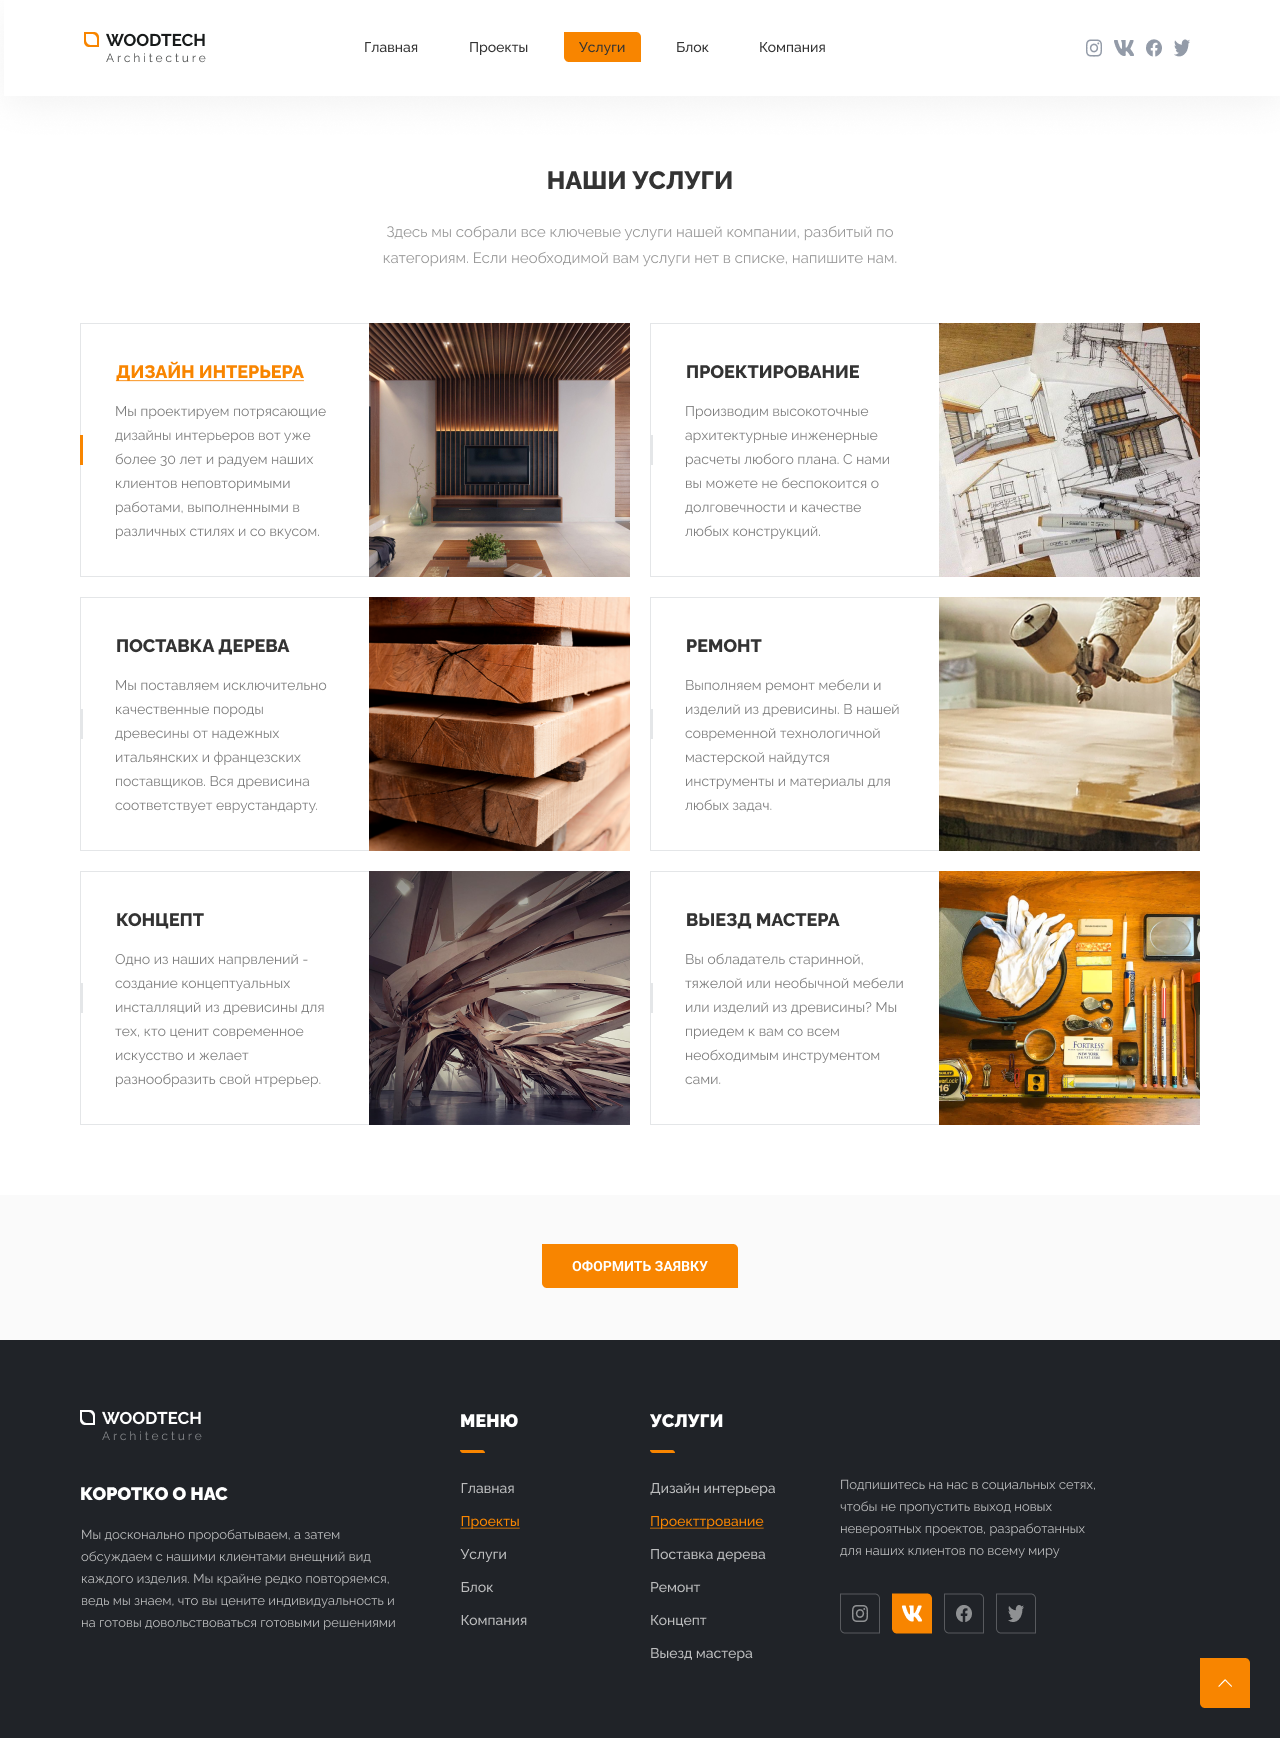 WOODTECH
Architecture
Главная
Проекты
Услуги
Блок
Компания
НАШИ УСЛУГИ
Здесь мы собрали все ключевые услуги нашей компании, разбитый по
категориям. Если необходимой вам услуги нет в списке, напишите нам.
ДИЗАЙН ИНТЕРЬЕРА
Мы проектируем потрясающие
дизайны интерьеров вот уже
более 30 лет и радуем наших
клиентов неповторимыми
работами, выполненными в
различных стилях и со вкусом.
ПРОЕКТИРОВАНИЕ
Производим высокоточные
архитектурные инженерные
расчеты любого плана. С нами
вы можете не беспокоится о
долговечности и качестве
любых конструкций.
ПОСТАВКА ДЕРЕВА
Мы поставляем исключительно
качественные породы
древесины от надежных
итальянских и французских
поставщиков. Вся древисина
соответствует еврустандарту.
РЕМОНТ
Выполняем ремонт мебели и
изделий из древисины. В нашей
современной технологичной
мастерской найдутся
инструменты и материалы для
любых задач.
КОНЦЕПТ
Одно из наших напрвлений -
создание концептуальных
инсталляций из древисины для
тех, кто ценит современное
искусство и желает
разнообразить свой нтрерьер.
ВЫЕЗД МАСТЕРА
Вы обладатель старинной,
тяжелой или необычной мебели
или изделий из древисины? Мы
приедем к вам со всем
необходимым инструментом
сами.
FORTRESS
NEW YORK
16
ОФОРМИТЬ ЗАЯВКУ
WOODTECH
Architecture
КОРОТКО О НАС
Мы досконально проробатываем, а затем
обсуждаем с нашими клиентами внещний вид
каждого изделия. Мы крайне редко повторяемся,
ведь мы знаем, что вы цените индивидуальность и
на готовы довольствоваться готовыми решениями
МЕНЮ
Главная
Проекты
Услуги
Блок
Компания
УСЛУГИ
Дизайн интерьера
Проекттрование
Поставка дерева
Ремонт
Концепт
Выезд мастера
Подпишитесь на нас в социальных сетях,
чтобы не пропустить выход новых
невероятных проектов, разработанных
для наших клиентов по всему миру